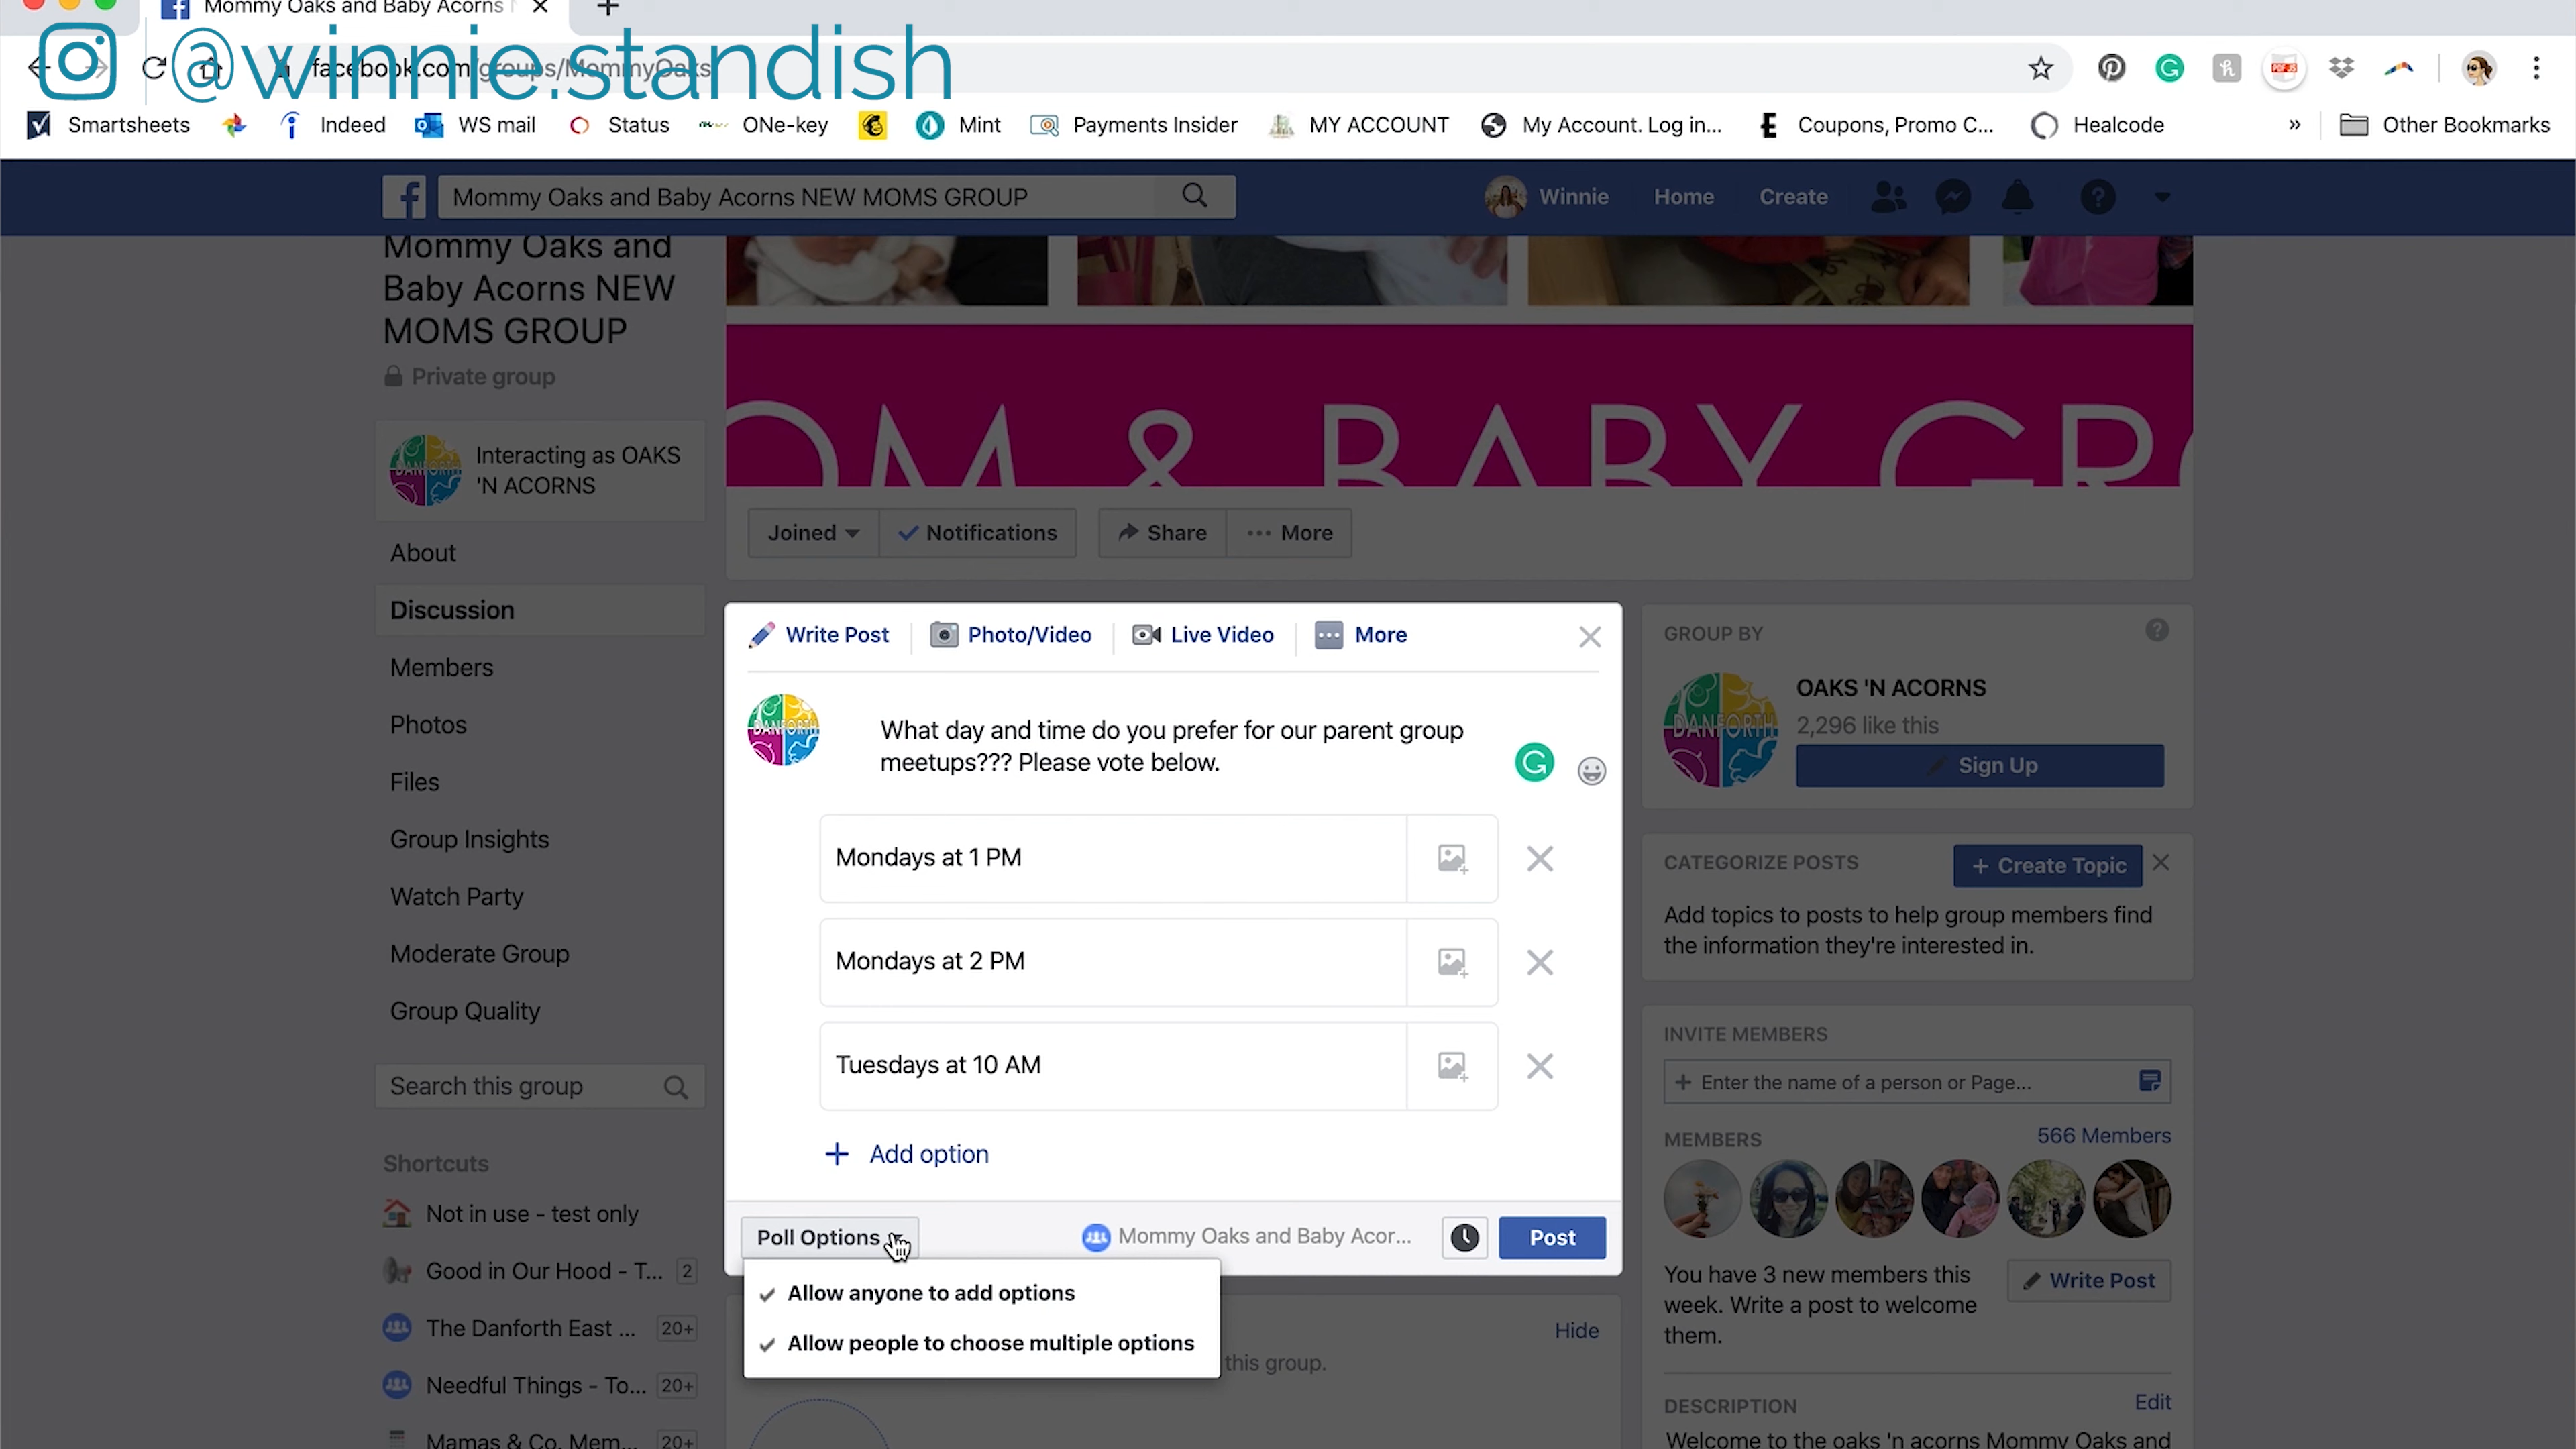 Mommy Oaks and Baby Acorns
@winnie.standish
facebook.com/groups/MommyOaks
Smartsheets
Indeed
WS mail
Status
ONe-key
Mint
Payments Insider
MY ACCOUNT
My Account. Log in...
Coupons, Promo C...
Healcode
»
Other Bookmarks
Mommy Oaks and Baby Acorns NEW MOMS GROUP
Winnie
Home
Create
Mommy Oaks and
Baby Acorns NEW
MOMS GROUP
Private group
Interacting as OAKS
'N ACORNS
About
Discussion
Members
Photos
Files
Group Insights
Watch Party
Moderate Group
Group Quality
Search this group
Shortcuts
Not in use - test only
Good in Our Hood - T... 2
The Danforth East ... 20+
Needful Things - To... 20+
Mamas & Co. Mem... 20+
OM & BABY GR
Joined
Notifications
Share
More
Write Post
Photo/Video
Live Video
More
DANFORTH
What day and time do you prefer for our parent group
meetups??? Please vote below.
Mondays at 1 PM
Mondays at 2 PM
Tuesdays at 10 AM
+ Add option
Poll Options
Mommy Oaks and Baby Acor...
Post
Allow anyone to add options
Allow people to choose multiple options
Hide
this group.
GROUP BY
DANFORTH
OAKS 'N ACORNS
2,296 like this
Sign Up
CATEGORIZE POSTS
+ Create Topic
Add topics to posts to help group members find
the information they're interested in.
INVITE MEMBERS
+ Enter the name of a person or Page...
MEMBERS
566 Members
You have 3 new members this
week. Write a post to welcome
them.
Write Post
DESCRIPTION
Edit
Welcome to the oaks 'n acorns Mommy Oaks and